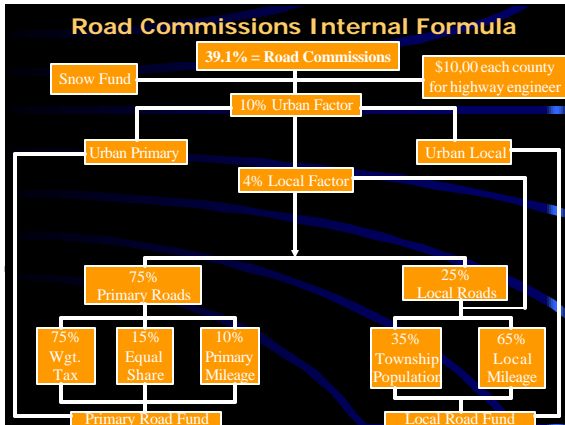 Road Commissions Internal Formula
39.1% = Road Commissions
Snow Fund
$10,00 each county
for highway engineer
10% Urban Factor
Urban Primary
Urban Local
4% Local Factor
75%
Primary Roads
25%
Local Roads
75%
Wgt.
Tax
15%
Equal
Share
10%
Primary
Mileage
35%
Township
Population
65%
Local
Mileage
Primary Road Fund
Local Road Fund